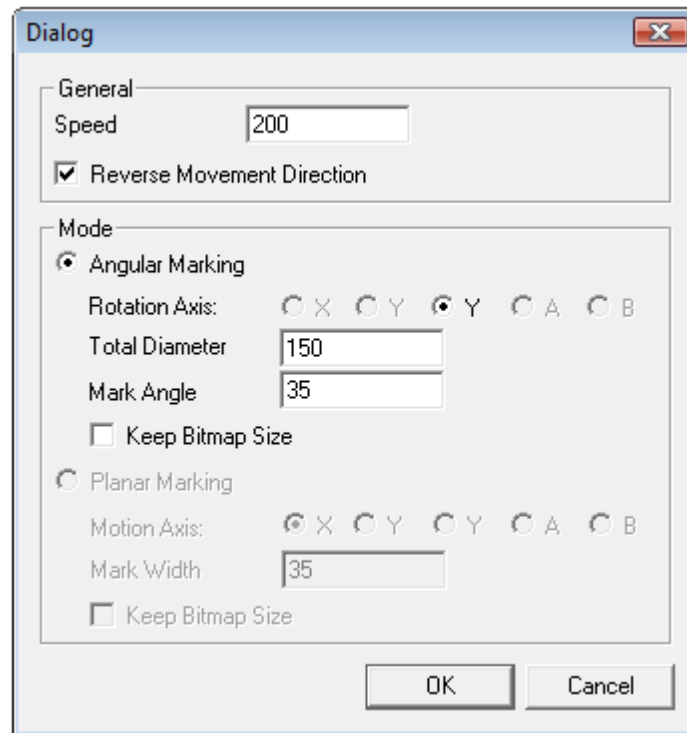 Dialog
General
Speed 200
Reverse Movement Direction
Mode
Angular Marking
Rotation Axis: X Y Y A B
Total Diameter 150
Mark Angle 35
Keep Bitmap Size
Planar Marking
Motion Axis: X Y Y A B
Mark Width 35
Keep Bitmap Size
OK Cancel